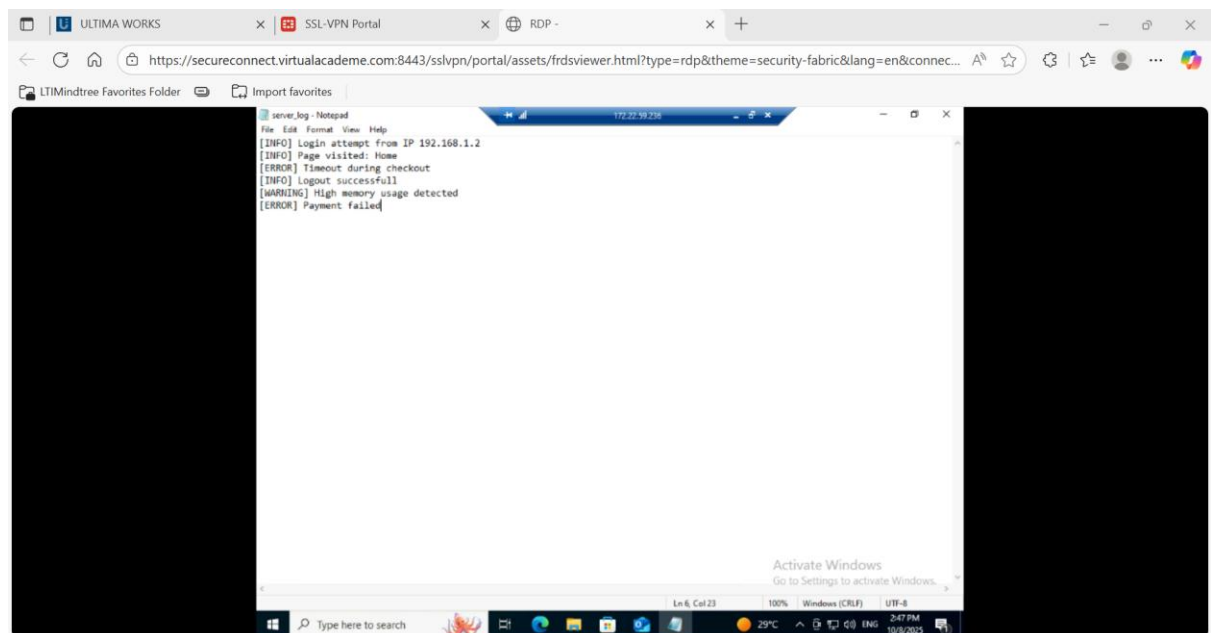 ULTIMA WORKS
SSL-VPN Portal
RDP -
https://secureconnect.virtualacademe.com:8443/sslvpn/portal/assets/frdsviewer.html?type=rdp&theme=security-fabric&lang=en&connec...
LTIMindtree Favorites Folder
Import favorites
server_log - Notepad
172.22.59.236
File Edit Format View Help
[INFO] Login attempt from IP 192.168.1.2
[INFO] Page visited: Home
[ERROR] Timeout during checkout
[INFO] Logout successfull
[WARNING] High memory usage detected
[ERROR] Payment failed
Activate Windows
Go to Settings to activate Windows.
Ln 6, Col 23 100% Windows (CRLF) UTF-8
Type here to search
29°C
ENG
2:47 PM
10/8/2025